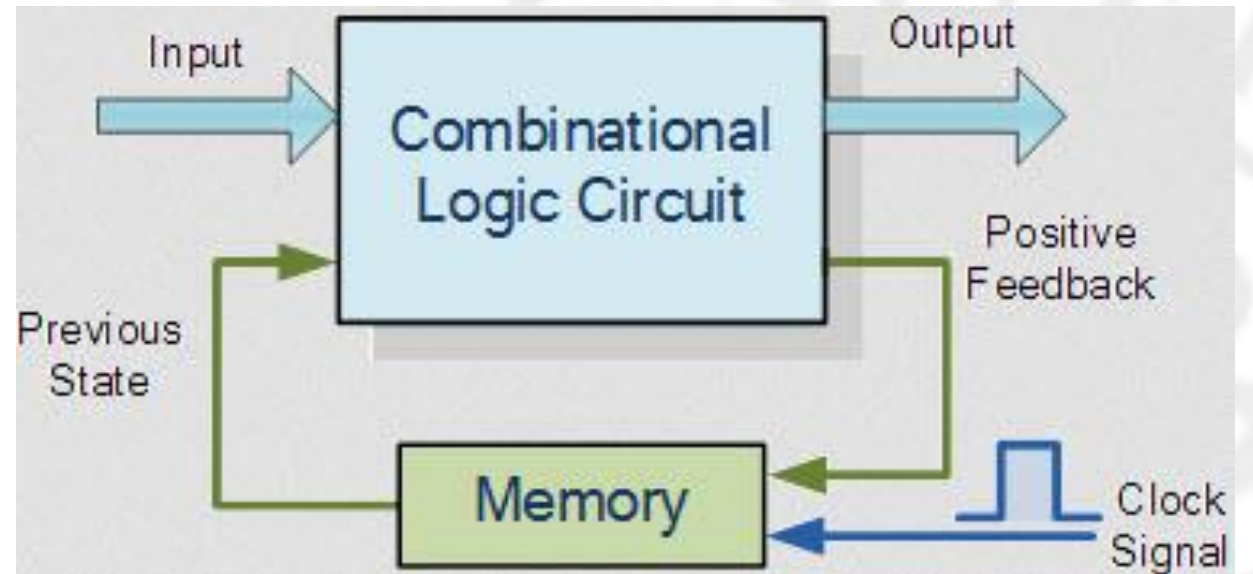 Input
Output
Combinational
Logic Circuit
Positive
Feedback
Previous
State
Memory
Clock
Signal